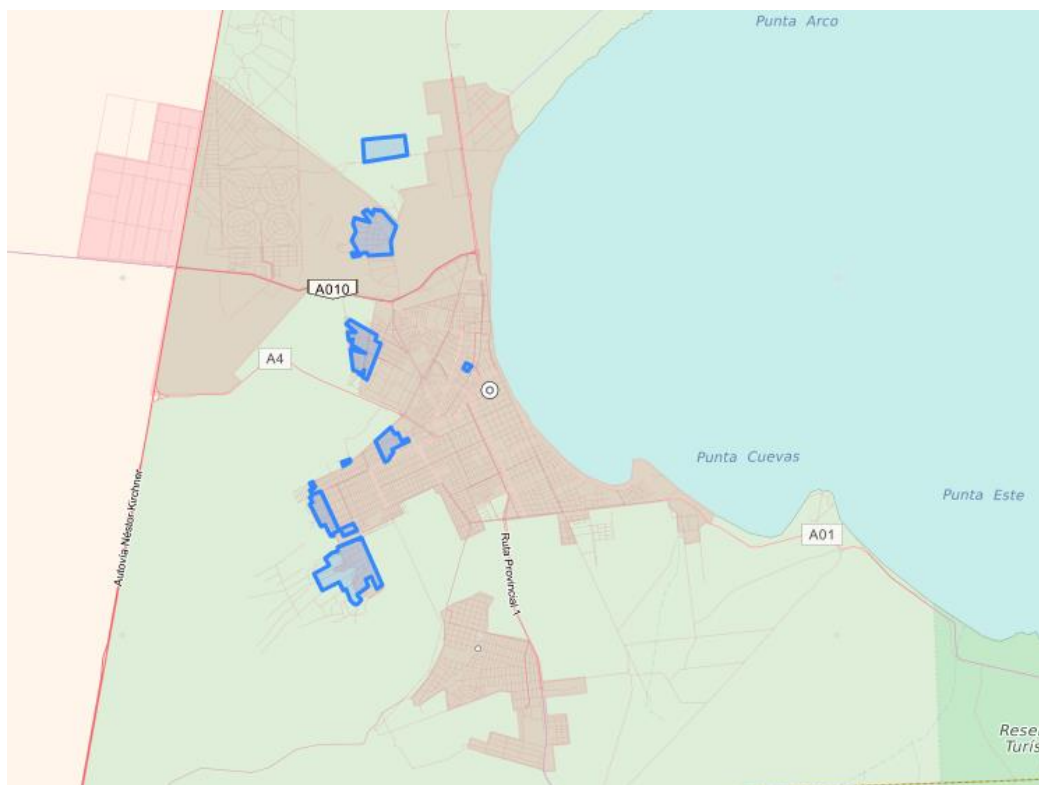 Punta Arco
A010
A4
Punta Cuevas
Punta Este
Autovía Néstor Kirchner
Ruta Provincial 1
A01
Rese
Turís